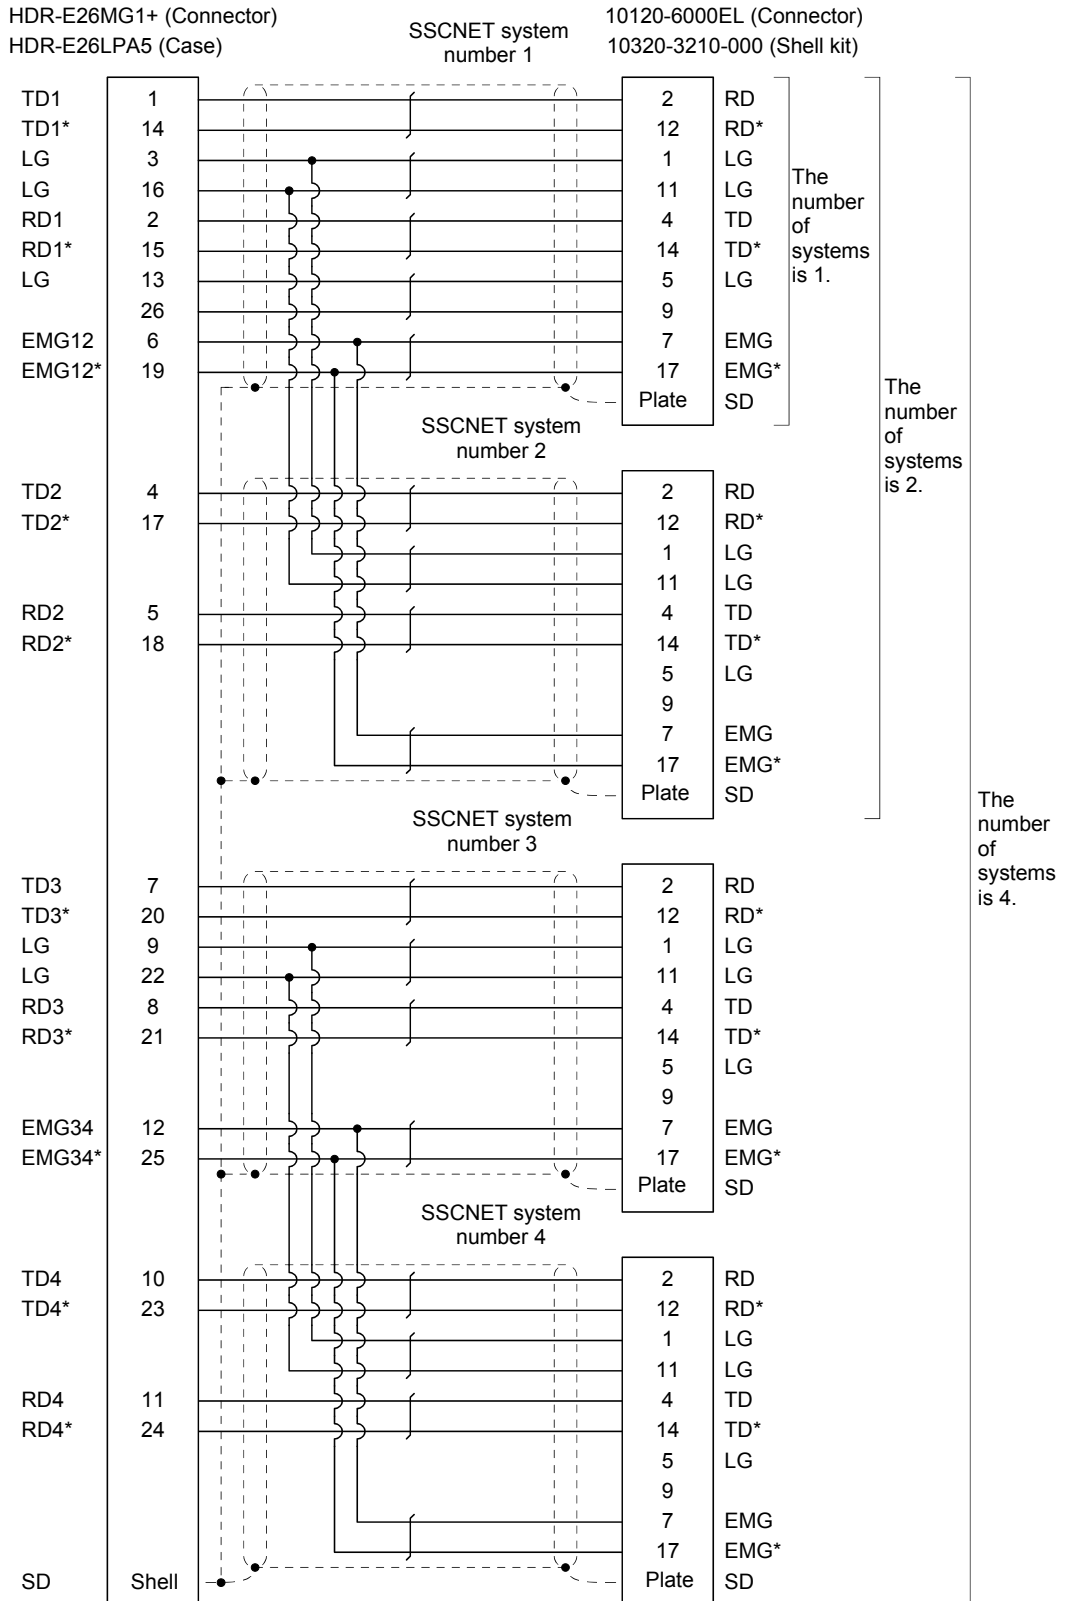 HDR-E26MG1+ (Connector)
HDR-E26LPA5 (Case)
SSCNET system
number 1
10120-6000EL (Connector)
10320-3210-000 (Shell kit)
TD1 1 2 RD
TD1* 14 12 RD*
LG 3 1 LG
LG 16 11 LG
RD1 2 4 TD
RD1* 15 14 TD*
LG 13 5 LG
26 9
EMG12 6 7 EMG
EMG12* 19 17 EMG*
Plate SD
The
number
of
systems
is 1.
SSCNET system
number 2
TD2 4 2 RD
TD2* 17 12 RD*
1 LG
11 LG
RD2 5 4 TD
RD2* 18 14 TD*
5 LG
9
7 EMG
17 EMG*
Plate SD
The
number
of
systems
is 2.
SSCNET system
number 3
TD3 7 2 RD
TD3* 20 12 RD*
LG 9 1 LG
LG 22 11 LG
RD3 8 4 TD
RD3* 21 14 TD*
5 LG
9
EMG34 12 7 EMG
EMG34* 25 17 EMG*
Plate SD
The
number
of
systems
is 4.
SSCNET system
number 4
TD4 10 2 RD
TD4* 23 12 RD*
1 LG
11 LG
RD4 11 4 TD
RD4* 24 14 TD*
5 LG
9
7 EMG
17 EMG*
SD Shell Plate SD